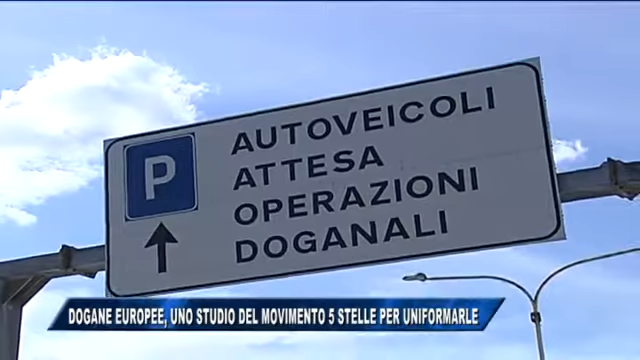 P
AUTOVEICOLI
ATTESA
OPERAZIONI
DOGANALI
DOGANE EUROPEE, UNO STUDIO DEL MOVIMENTO 5 STELLE PER UNIFORMARLE